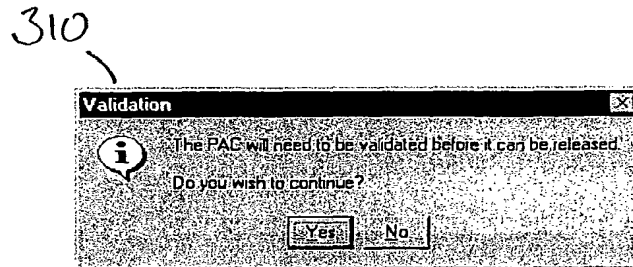 310
Validation
The PAC will need to be validated before it can be released.
Do you wish to continue?
Yes No